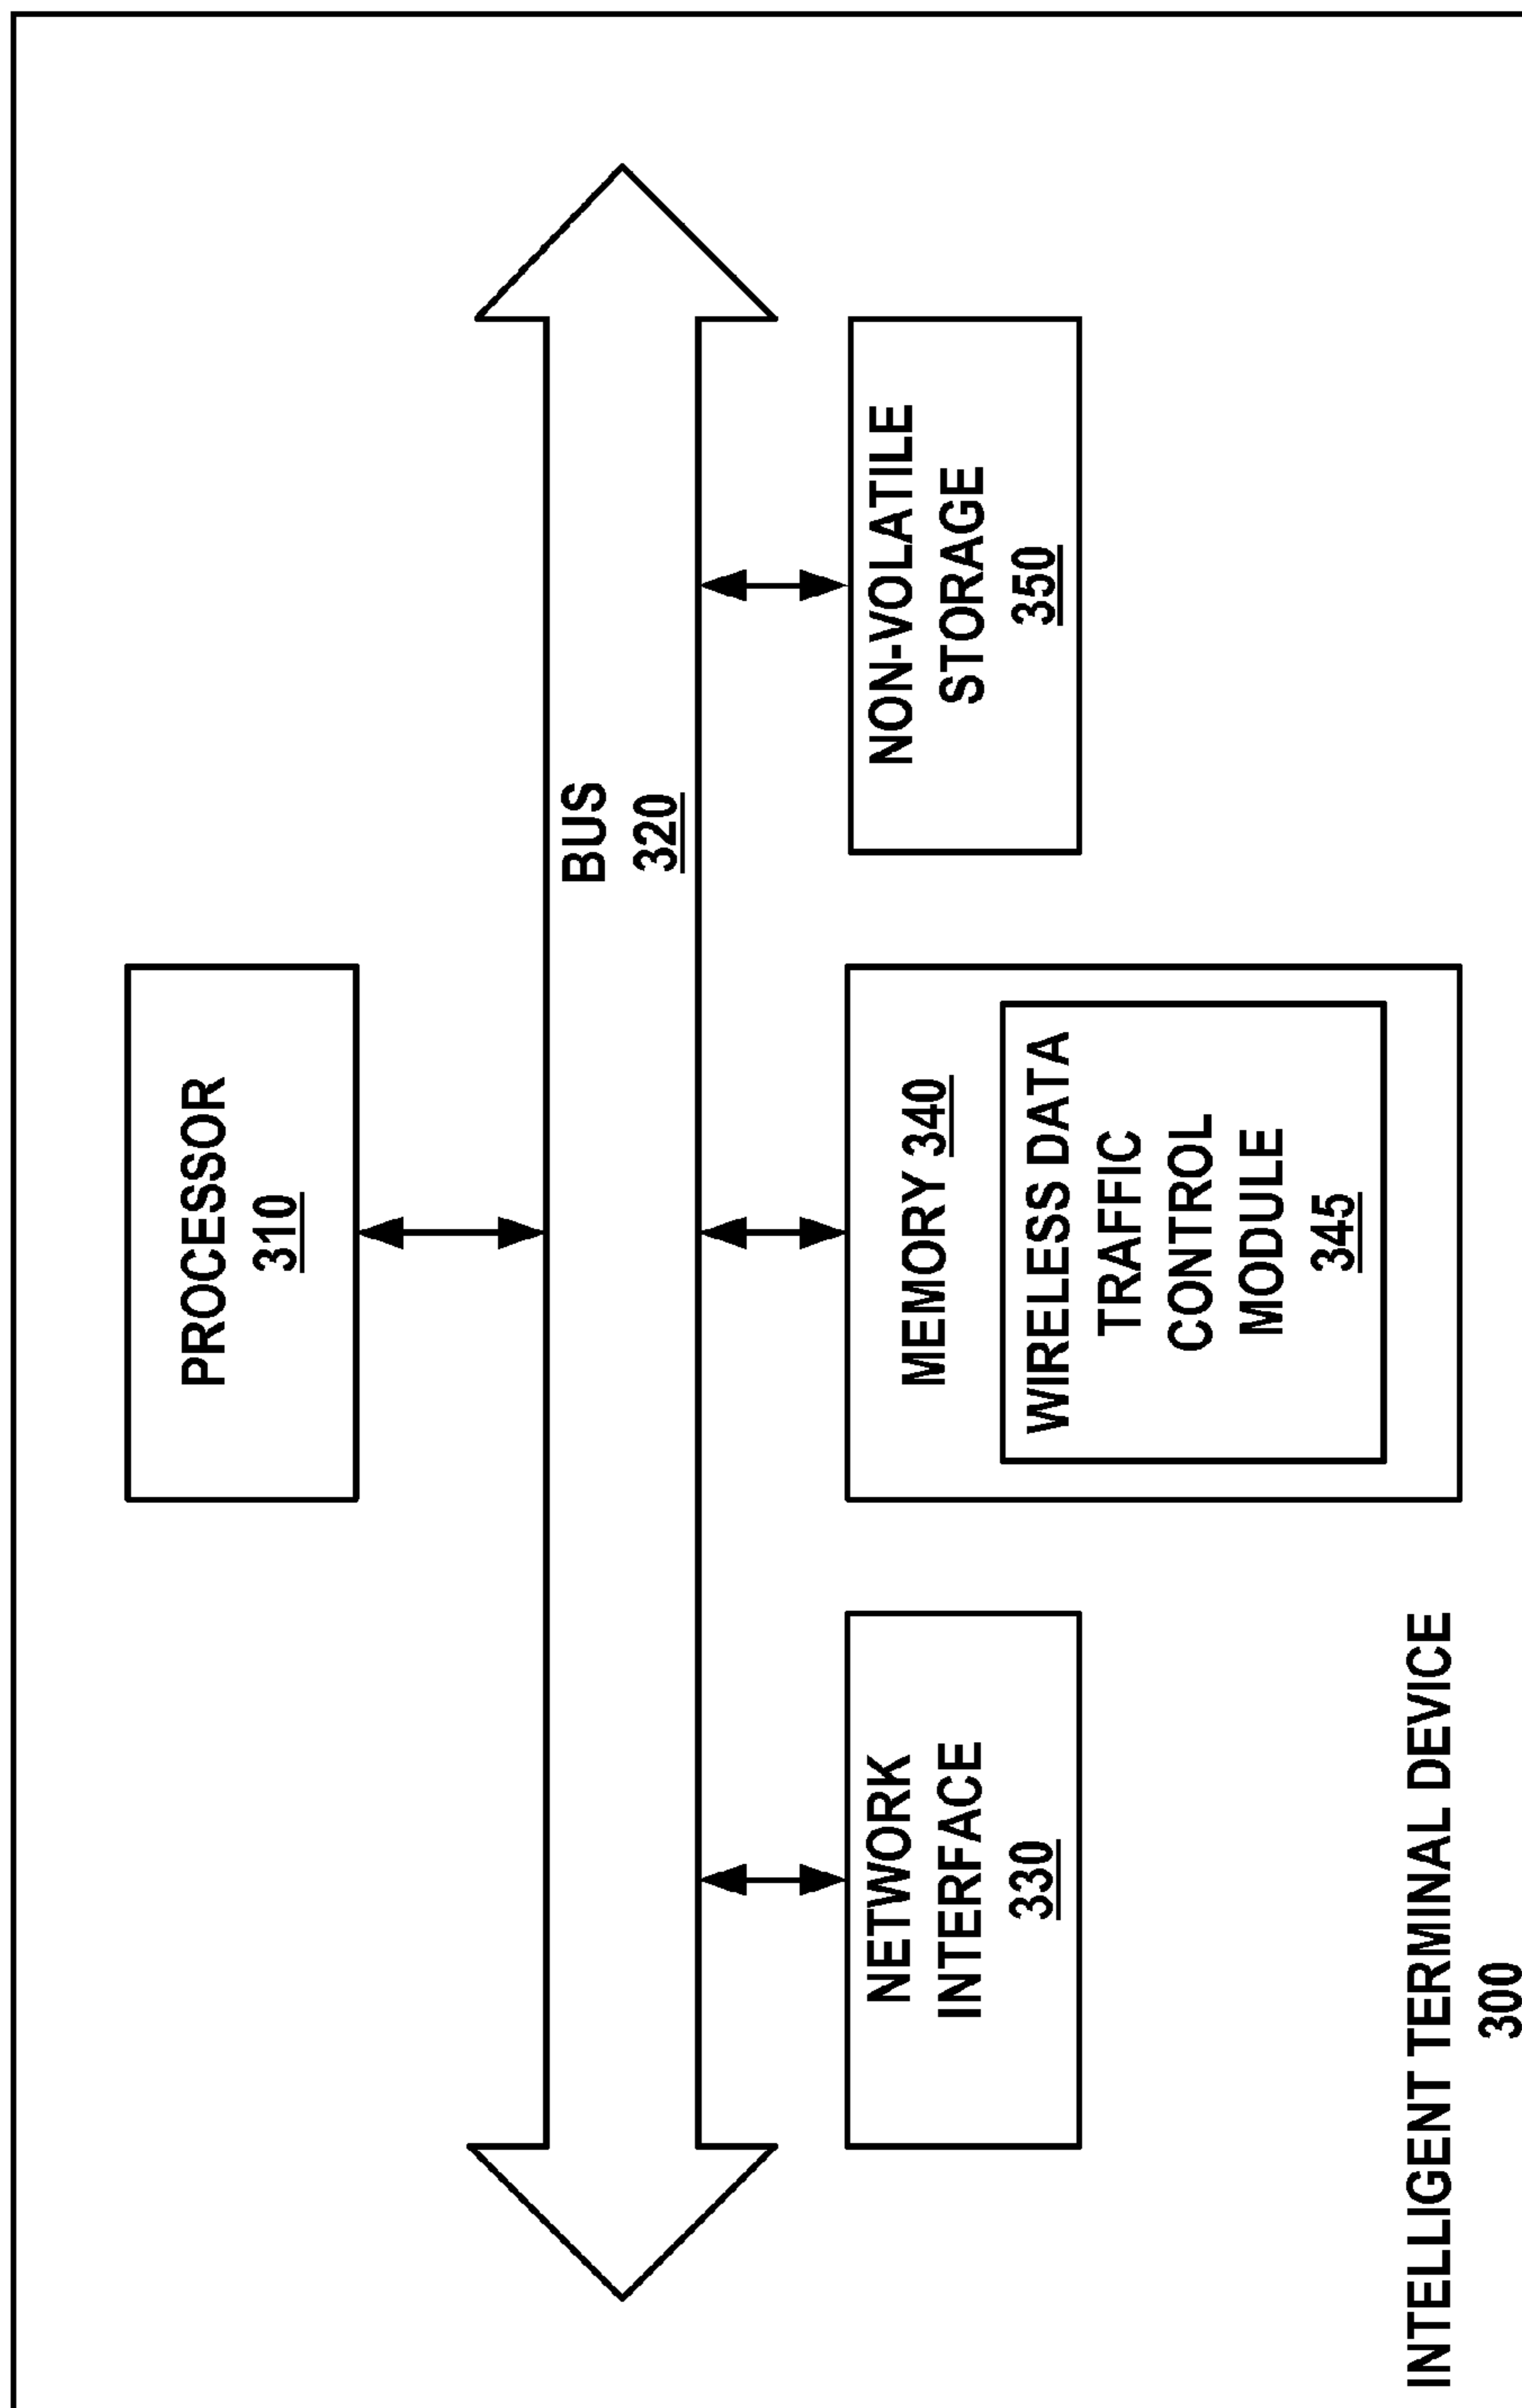 PROCESSOR
310
BUS
320
NETWORK
INTERFACE
330
MEMORY 340
WIRELESS DATA
TRAFFIC
CONTROL
MODULE
345
NON-VOLATILE
STORAGE
350
INTELLIGENT TERMINAL DEVICE
300